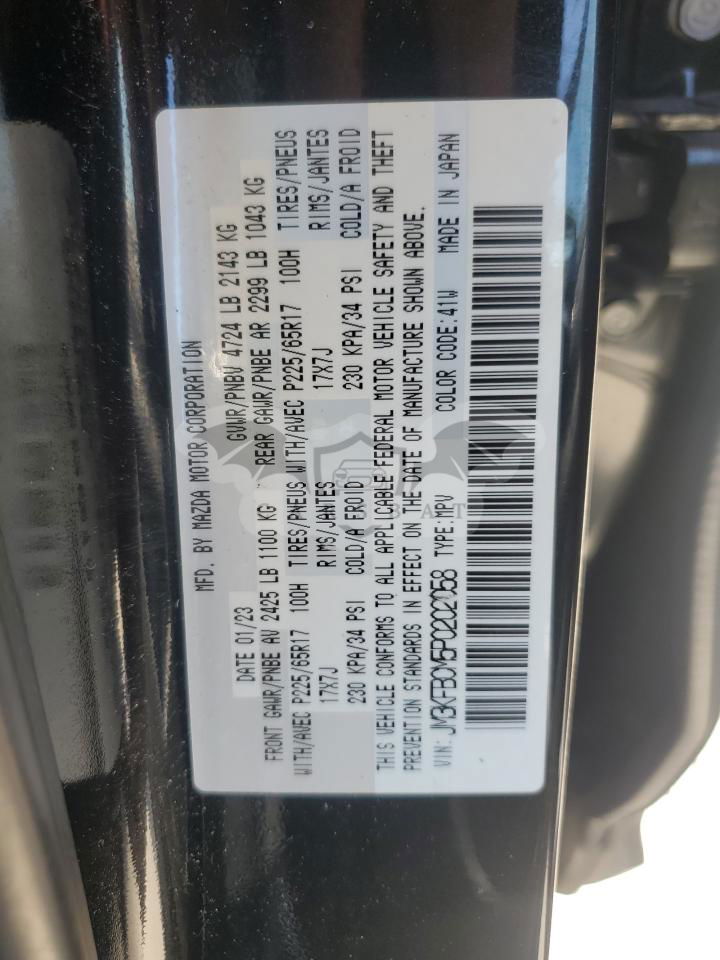 MFD. BY MAZDA MOTOR CORPORATION
DATE 01/23 GVWR/PNBV 4724 LB 2143 KG
FRONT GAWR/PNBE AV 2425 LB 1100 KG REAR GAWR/PNBE AR 2299 LB 1043 KG
WITH/AVEC P225/65R17 100H TIRES/PNEUS WITH/AVEC P225/65R17 100H TIRES/PNEUS
17X7J RIMS/JANTES 17X7J RIMS/JANTES
230 KPA/34 PSI COLD/A FROID 230 KPA/34 PSI COLD/A FROID
THIS VEHICLE CONFORMS TO ALL APPLICABLE FEDERAL MOTOR VEHICLE SAFETY AND THEFT
PREVENTION STANDARDS IN EFFECT ON THE DATE OF MANUFACTURE SHOWN ABOVE.
VIN: JM3KFBCM5P0202058 TYPE:MPV COLOR CODE:41W MADE IN JAPAN